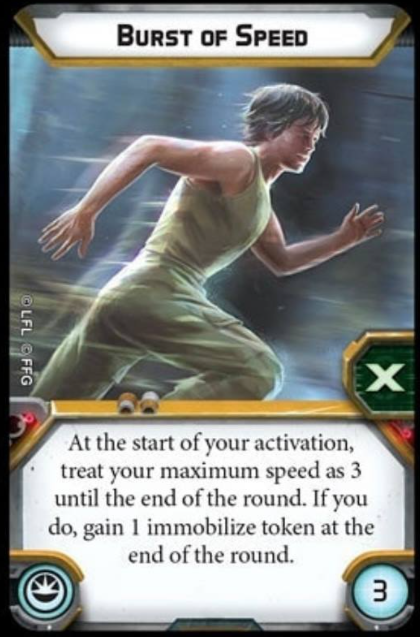 BURST OF SPEED
© LFL © FFG
X
At the start of your activation,
treat your maximum speed as 3
until the end of the round. If you
do, gain 1 immobilize token at the
end of the round.
3